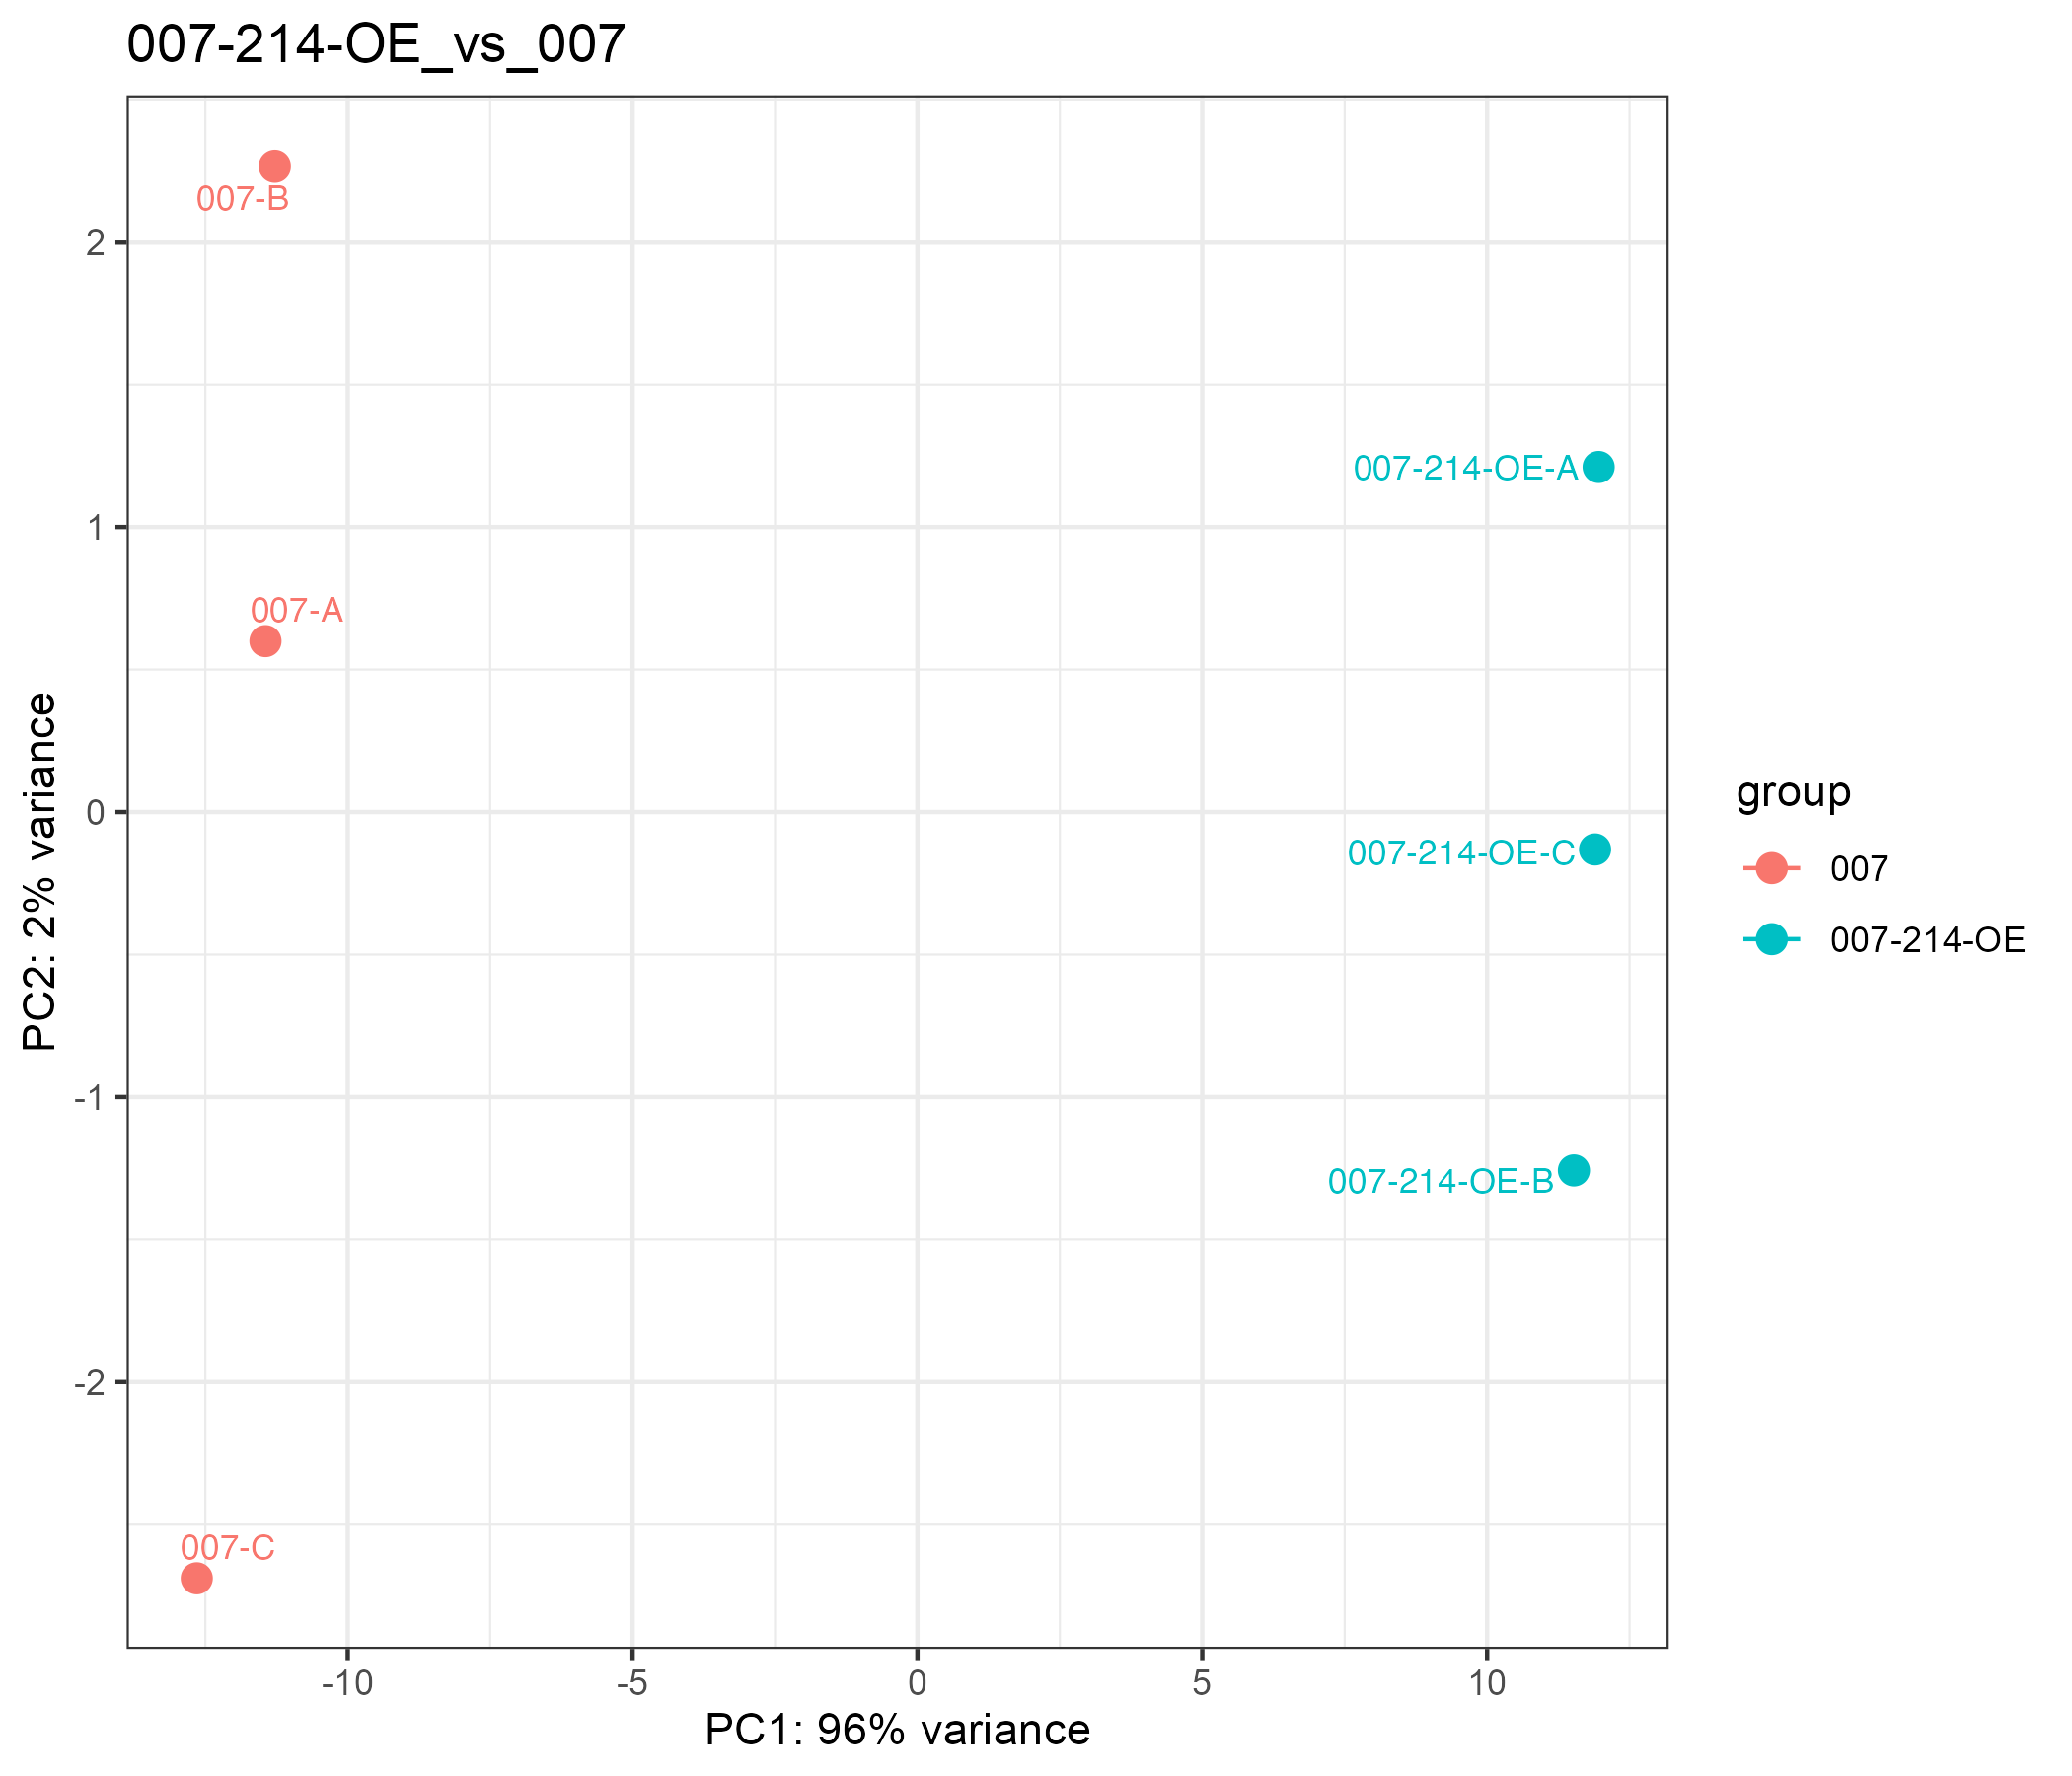 007-214-OE_vs_007
007-B
2
007-214-OE-A
1
007-A
PC2: 2% variance
0
007-214-OE-C
group
007
007-214-OE
-1
007-214-OE-B
-2
007-C
-10
-5
0
5
10
PC1: 96% variance